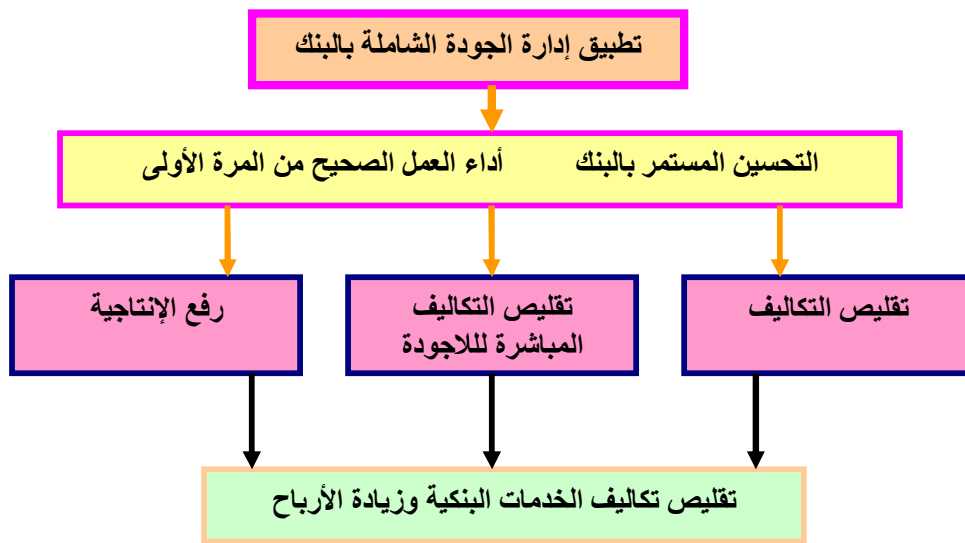 تطبيق إدارة الجودة الشاملة بالبنك
التحسين المستمر بالبنك أداء العمل الصحيح من المرة الأولى
تقليص التكاليف
تقليص التكاليف
المباشرة لللاجودة
رفع الإنتاجية
تقليص تكاليف الخدمات البنكية وزيادة الأرباح